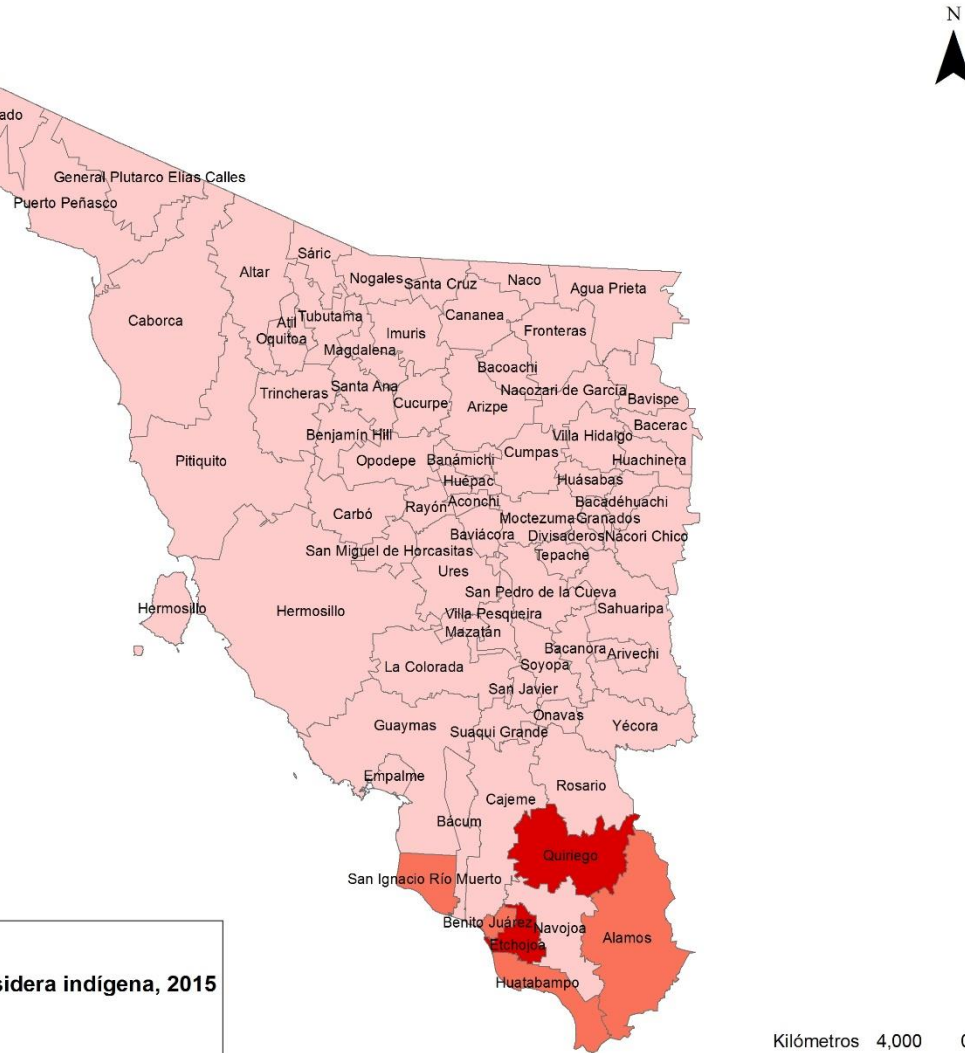 N
ado
General Plutarco Elías Calles
Puerto Peñasco
Sáric
Altar
Nogales
Santa Cruz
Naco
Agua Prieta
Caborca
Atil
Tubutama
Oquitoa
Imuris
Cananea
Fronteras
Magdalena
Bacoachi
Trincheras
Santa Ana
Cucurpe
Arizpe
Nacozari de García
Bavispe
Bacerac
Benjamín Hill
Villa Hidalgo
Pitiquito
Opodepe
Banámichi
Cumpas
Huachinera
Huépac
Huásabas
Carbó
Rayón
Aconchi
Bacadéhuachi
Moctezuma
Granados
Baviácora
Divisaderos
Nácori Chico
San Miguel de Horcasitas
Tepache
Ures
San Pedro de la Cueva
Hermosillo
Hermosillo
Villa Pesqueira
Sahuaripa
Mazatán
La Colorada
Bacanora
Arivechi
Soyopa
San Javier
Onavas
Guaymas
Suaqui Grande
Yécora
Empalme
Rosario
Cajeme
Bácum
Quiriego
San Ignacio Río Muerto
Benito Juárez
Navojoa
Etchojoa
Alamos
Huatabampo
sidera indígena, 2015
Kilómetros 4,000 0